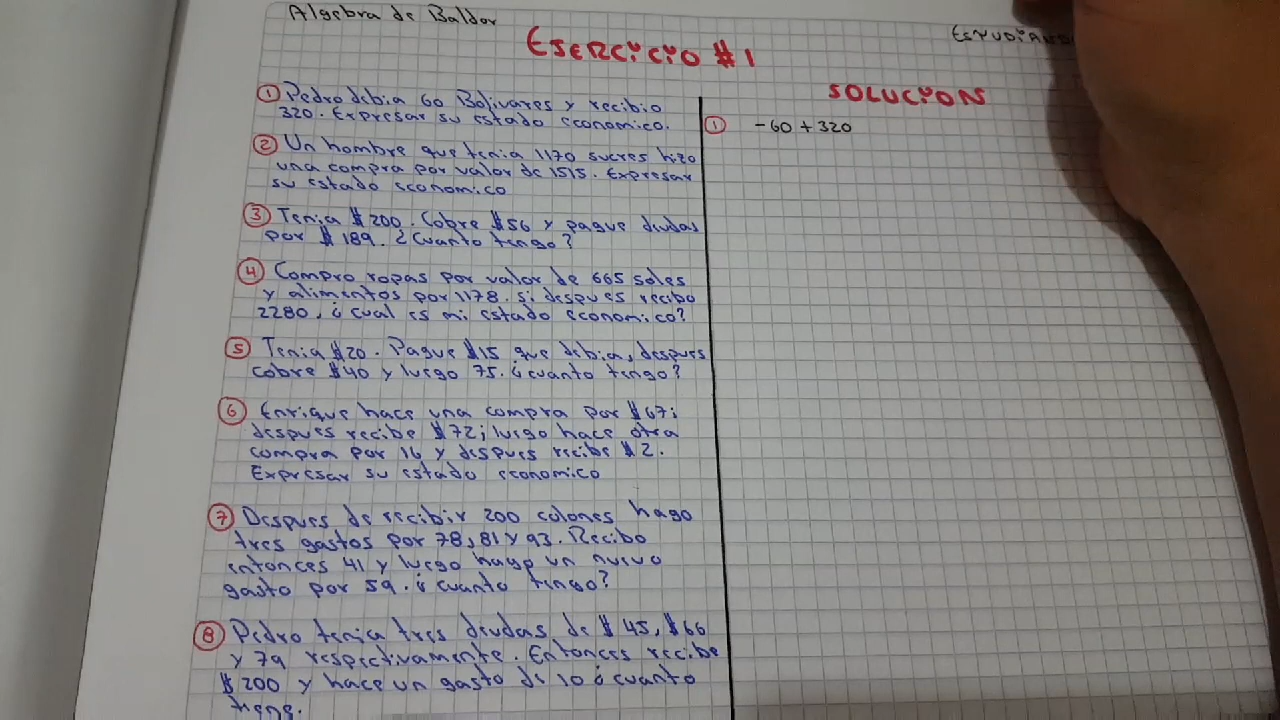 Algebra de Baldor
EJERCiCiO #1
① Pedro debia 60 Bolivares y recibio
320. Expresar su estado economico.
② Un hombre que tenia 1170 sucres hizo
una compra por valor de 1515. Expresar
su estado economico
③ Tenia $200. Cobre $56 y pague deudas
por $189. ¿Cuanto tengo?
④ Compro ropas por valor de 665 soles
y alimentos por 1178. Si despues recibo
2280, ¿cual es mi estado economico?
⑤ Tenia $20. Pague $15 que debia, despues
cobre $40 y luego 75. ¿cuanto tengo?
⑥ Enrique hace una compra por $67;
despues recibe $72; luego hace otra
compra por 16 y despues recibe $2.
Expresar su estado economico
⑦ Despues de recibir 200 colones hago
tres gastos por 78, 81 y 93. Recibo
entonces 41 y luego hago un nuevo
gasto por 59. ¿cuanto tengo?
⑧ Pedro tenia tres deudas de $45, $66
y 79 respectivamente. Entonces recibe
$200 y hace un gasto de 10 ¿cuanto
tiene.
SOLUCiON
① -60 + 320